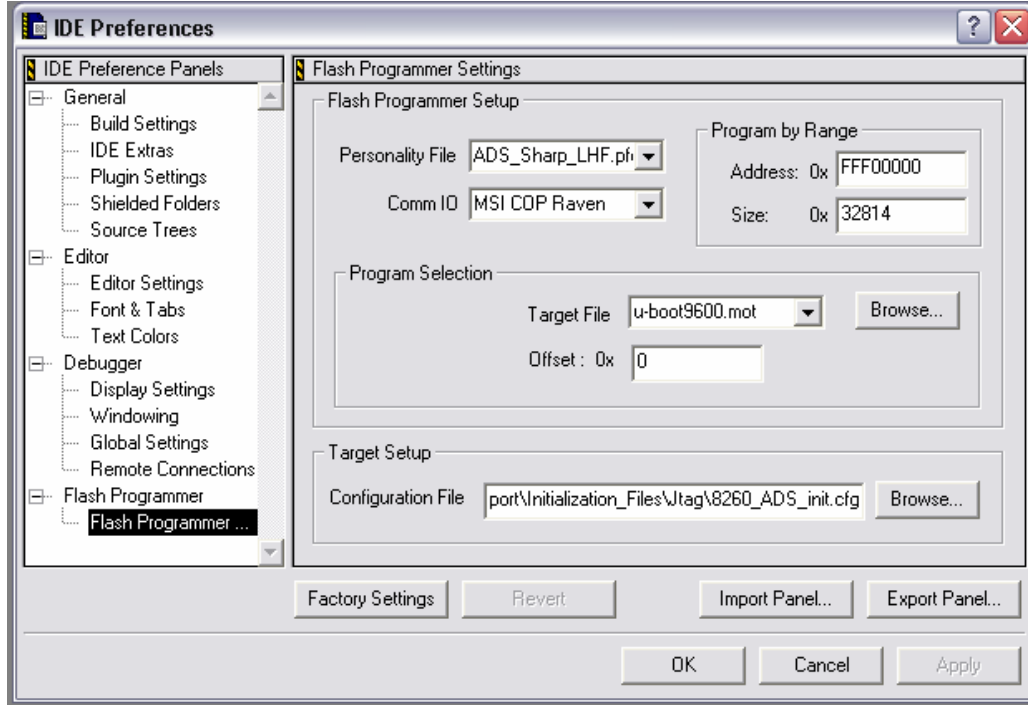 IDE Preferences
IDE Preference Panels
General
Build Settings
IDE Extras
Plugin Settings
Shielded Folders
Source Trees
Editor
Editor Settings
Font & Tabs
Text Colors
Debugger
Display Settings
Windowing
Global Settings
Remote Connections
Flash Programmer
Flash Programmer ...
Flash Programmer Settings
Flash Programmer Setup
Personality File ADS_Sharp_LHF.pf
Comm IO MSI COP Raven
Program by Range
Address: 0x FFF00000
Size: 0x 32814
Program Selection
Target File u-boot9600.mot Browse...
Offset : 0x 0
Target Setup
Configuration File port\Initialization_Files\Jtag\8260_ADS_init.cfg Browse...
Factory Settings Revert Import Panel... Export Panel...
OK Cancel Apply